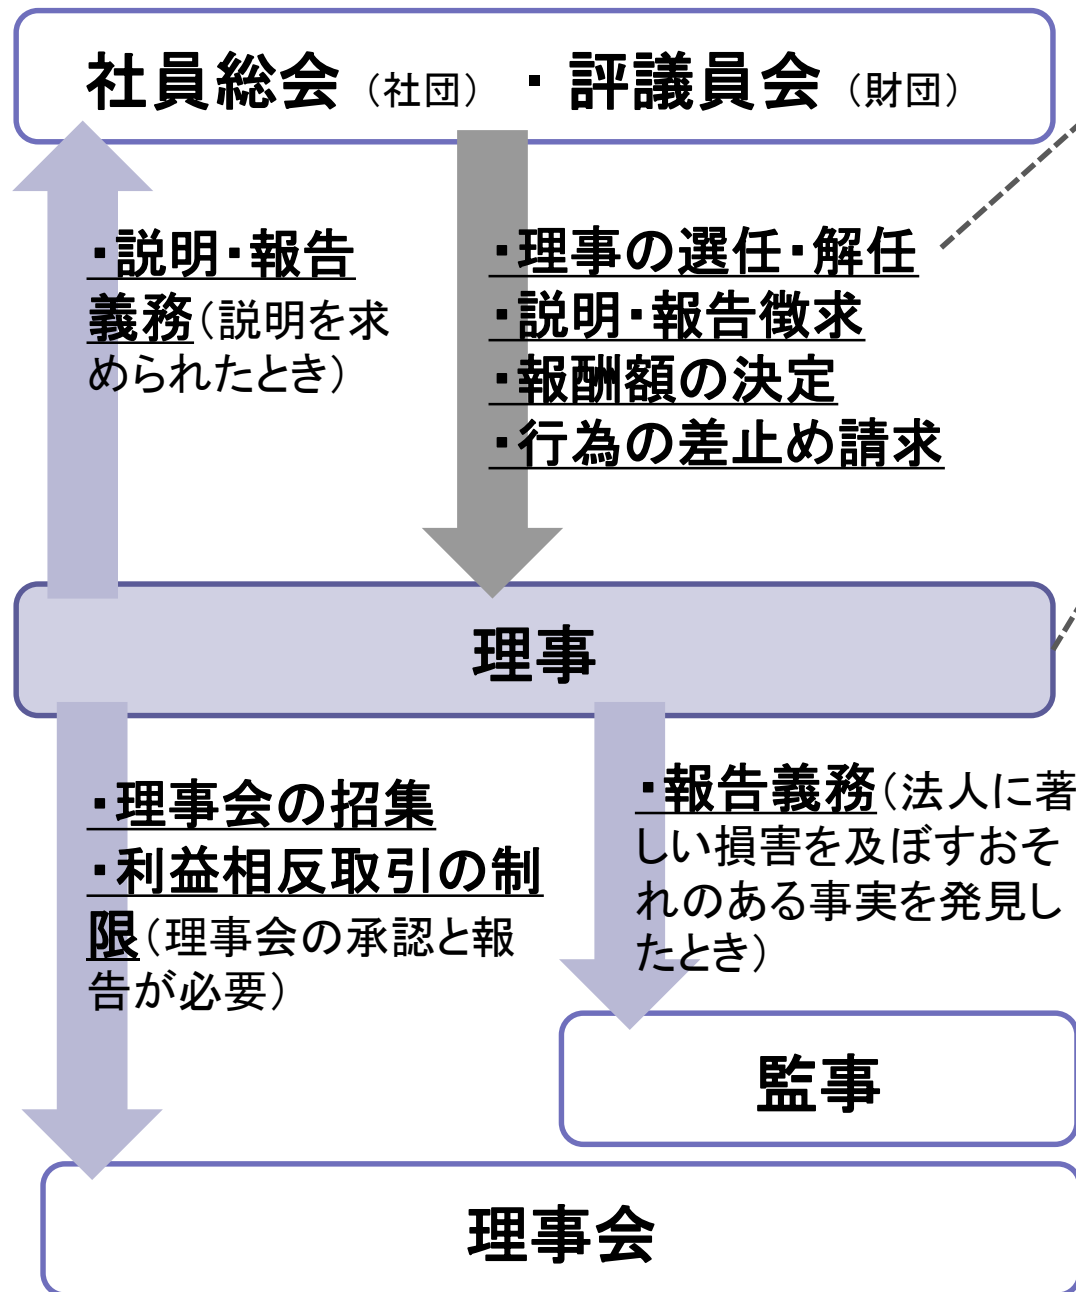 社員総会（社団）・評議員会（財団）
・説明・報告
義務（説明を求
められたとき）
・理事の選任・解任
・説明・報告徴求
・報酬額の決定
・行為の差止め請求
理事
・理事会の招集
・利益相反取引の制
限（理事会の承認と報
告が必要）
・報告義務（法人に著
しい損害を及ぼすおそ
れのある事実を発見し
たとき）
監事
理事会